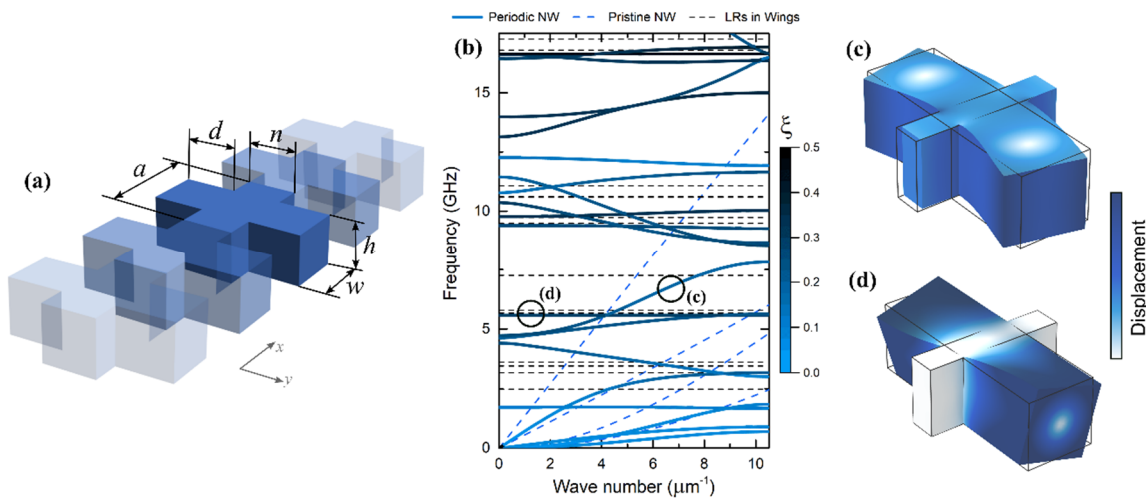 Periodic NW Pristine NW LRs in Wings
(a)
d
n
a
h
w
x
y
(b)
Frequency (GHz)
15
10
5
0
0 2 4 6 8 10
Wave number (μm⁻¹)
(d)
(c)
ξ
0.5
0.4
0.3
0.2
0.1
0.0
(c)
(d)
Displacement